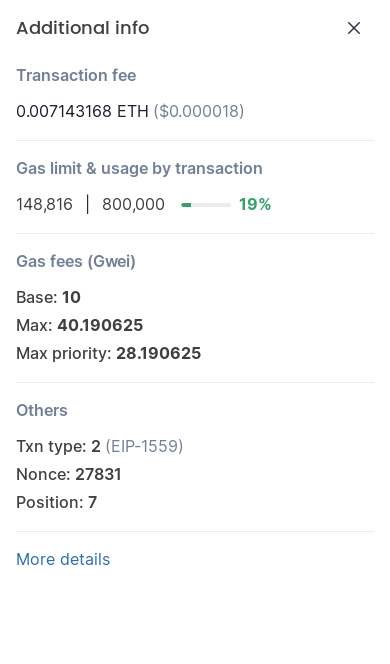 Additional info
Transaction fee
0.007143168 ETH ($0.000018)
Gas limit & usage by transaction
148,816 | 800,000 19%
Gas fees (Gwei)
Base: 10
Max: 40.190625
Max priority: 28.190625
Others
Txn type: 2 (EIP-1559)
Nonce: 27831
Position: 7
More details